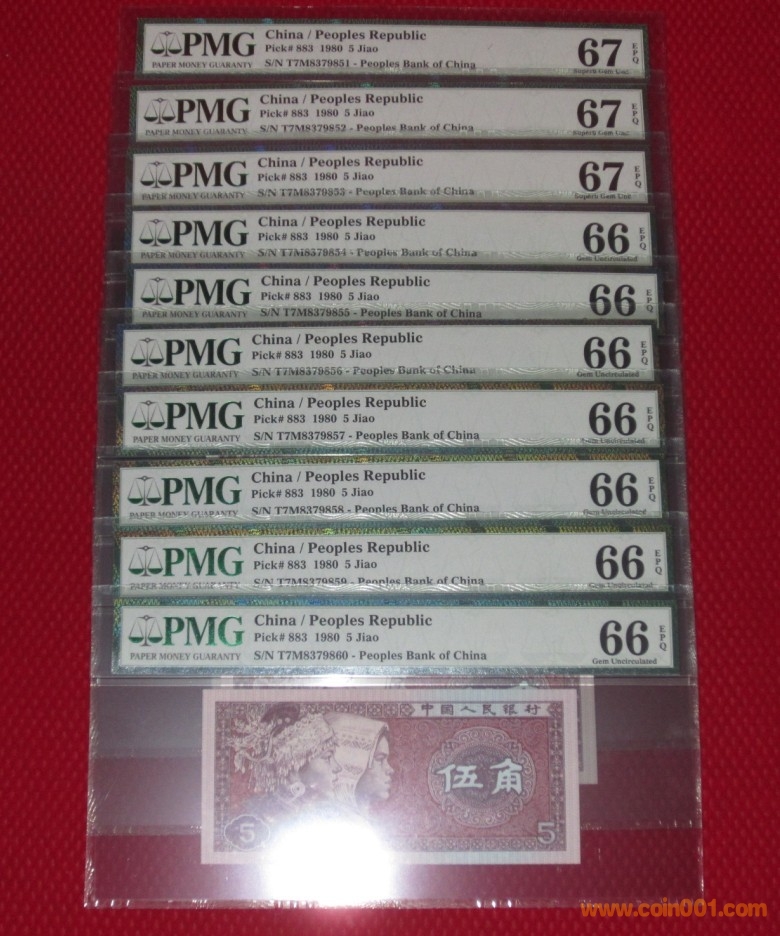 PMG
PAPER MONEY GUARANTY
China / Peoples Republic
Pick# 883 1980 5 Jiao
S/N T7M8379851 - Peoples Bank of China
67 EPQ
Superb Gem Unc
PMG
PAPER MONEY GUARANTY
China / Peoples Republic
Pick# 883 1980 5 Jiao
S/N T7M8379852 - Peoples Bank of China
67 EPQ
Superb Gem Unc
PMG
PAPER MONEY GUARANTY
China / Peoples Republic
Pick# 883 1980 5 Jiao
S/N T7M8379853 - Peoples Bank of China
67 EPQ
Superb Gem Unc
PMG
PAPER MONEY GUARANTY
China / Peoples Republic
Pick# 883 1980 5 Jiao
S/N T7M8379854 - Peoples Bank of China
66 EPQ
Gem Uncirculated
PMG
PAPER MONEY GUARANTY
China / Peoples Republic
Pick# 883 1980 5 Jiao
S/N T7M8379855 - Peoples Bank of China
66 EPQ
PMG
PAPER MONEY GUARANTY
China / Peoples Republic
Pick# 883 1980 5 Jiao
S/N T7M8379856 - Peoples Bank of China
66 EPQ
Gem Uncirculated
PMG
PAPER MONEY GUARANTY
China / Peoples Republic
Pick# 883 1980 5 Jiao
S/N T7M8379857 - Peoples Bank of China
66 EPQ
Gem Uncirculated
PMG
PAPER MONEY GUARANTY
China / Peoples Republic
Pick# 883 1980 5 Jiao
S/N T7M8379858 - Peoples Bank of China
66 EPQ
Gem Uncirculated
PMG
PAPER MONEY GUARANTY
China / Peoples Republic
Pick# 883 1980 5 Jiao
S/N T7M8379859 - Peoples Bank of China
66 EPQ
Gem Uncirculated
PMG
PAPER MONEY GUARANTY
China / Peoples Republic
Pick# 883 1980 5 Jiao
S/N T7M8379860 - Peoples Bank of China
66 EPQ
Gem Uncirculated
中国人民银行
伍角
5
5
www.coin001.com